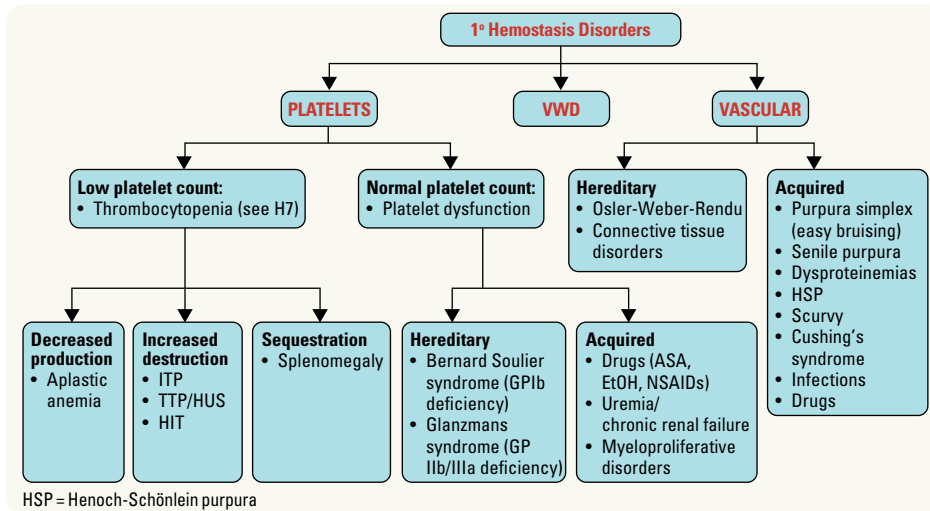 1º Hemostasis Disorders
PLATELETS
VWD
VASCULAR
Low platelet count:
• Thrombocytopenia (see H7)
Normal platelet count:
• Platelet dysfunction
Hereditary
• Osler-Weber-Rendu
• Connective tissue
disorders
Acquired
• Purpura simplex
(easy bruising)
• Senile purpura
• Dysproteinemias
• HSP
• Scurvy
• Cushing's
syndrome
• Infections
• Drugs
Decreased
production
• Aplastic
anemia
Increased
destruction
• ITP
• TTP/HUS
• HIT
Sequestration
• Splenomegaly
Hereditary
• Bernard Soulier
syndrome (GPIb
deficiency)
• Glanzmans
syndrome (GP
IIb/IIIa deficiency)
Acquired
• Drugs (ASA,
EtOH, NSAIDs)
• Uremia/
chronic renal failure
• Myeloproliferative
disorders
HSP = Henoch-Schönlein purpura